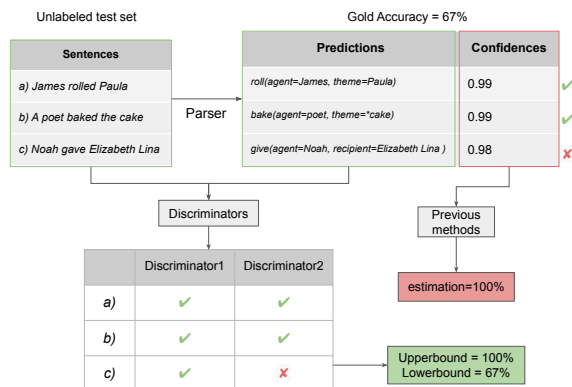 Unlabeled test set
Gold Accuracy = 67%
Sentences
a) James rolled Paula
b) A poet baked the cake
c) Noah gave Elizabeth Lina
Parser
Predictions
Confidences
roll(agent=James, theme=Paula)
0.99
✔
bake(agent=poet, theme=*cake)
0.99
✔
give(agent=Noah, recipient=Elizabeth Lina )
0.98
✘
Discriminators
Previous
methods
estimation=100%
Discriminator1
Discriminator2
a)
✔
✔
b)
✔
✔
c)
✔
✘
Upperbound = 100%
Lowerbound = 67%